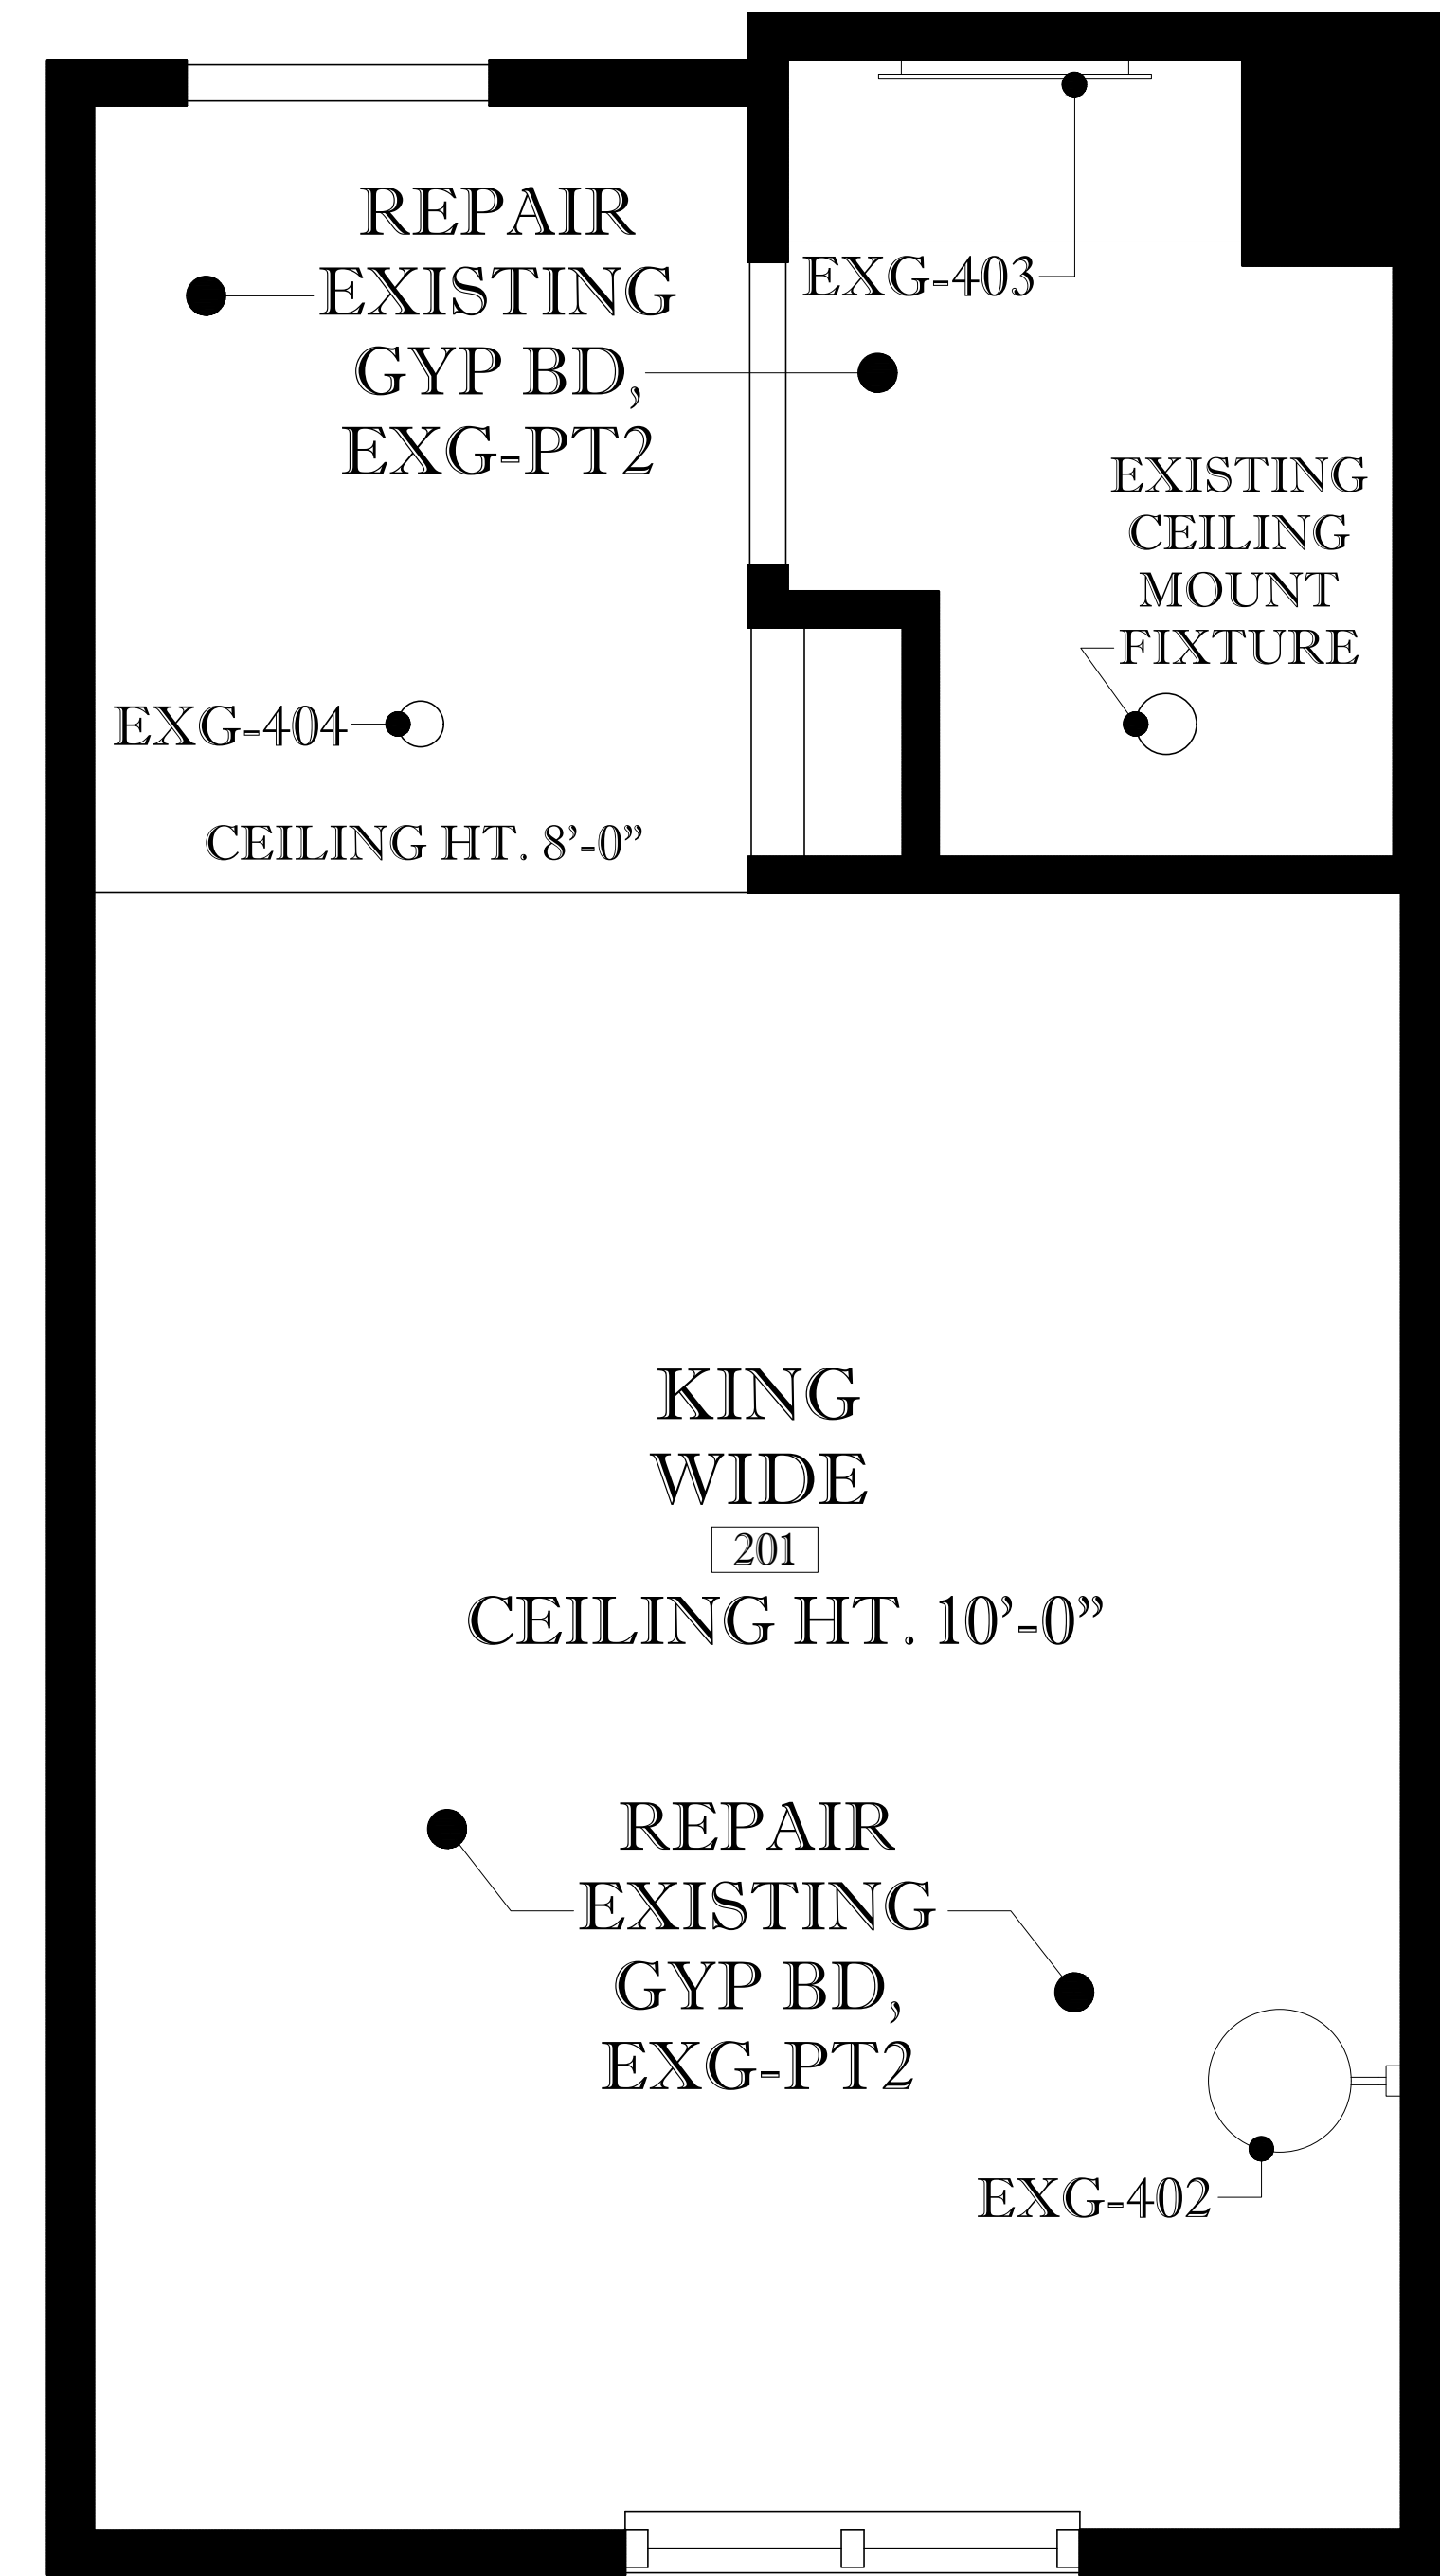 REPAIR
EXISTING
GYP BD,
EXG-PT2
EXG-403
EXISTING
CEILING
MOUNT
FIXTURE
EXG-404
CEILING HT. 8’-0”
KING
WIDE
201
CEILING HT. 10’-0”
REPAIR
EXISTING
GYP BD,
EXG-PT2
EXG-402